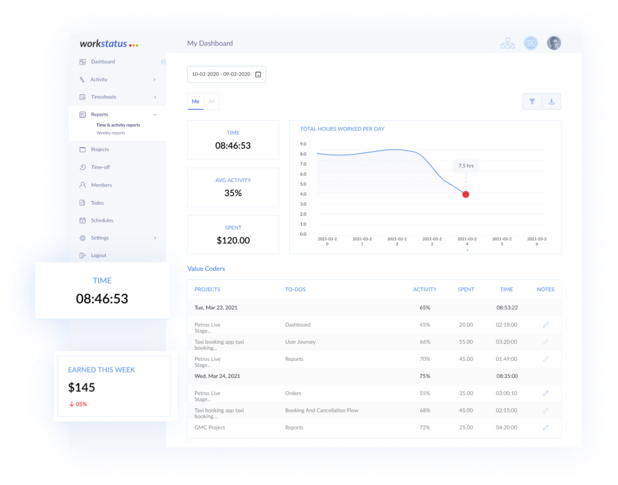 workstatus
My Dashboard
Dashboard
Activity
Timesheets
Reports
Time & activity reports
Weekly reports
Projects
Time-off
Members
Todos
Schedules
Settings
Logout
10-02-2020 - 09-02-2020
Me All
TIME
08:46:53
AVG ACTIVITY
35%
SPENT
$120.00
TOTAL HOURS WORKED PER DAY
9.0
8.0
7.0
6.0
5.0
4.0
3.0
2.0
1.0
0.0
7.5 hrs
2021-03-2 2021-03-2 2021-03-2 2021-03-2 2021-03-2 2021-03-2 2021-03-2
0 1 2 3 4 5 6
TIME
08:46:53
EARNED THIS WEEK
$145
05%
Value Coders
PROJECTS TO-DOS ACTIVITY SPENT TIME NOTES
Tue, Mar 23, 2021 65% 08:53:22
Petros Live
Stage... Dashboard 45% 20.00 02:18:00
Taxi booking app taxi
booking... User Journey 66% 55.00 03:20:00
Petros Live
Stage... Reports 70% 45.00 01:49:00
Wed, Mar 24, 2021 75% 08:35:00
Petros Live
Stage... Orders 55% 35.00 03:00:10
Taxi booking app taxi
booking... Booking And Cancellation Flow 68% 45.00 02:15:00
GMC Project Reports 72% 25.00 04:20:00